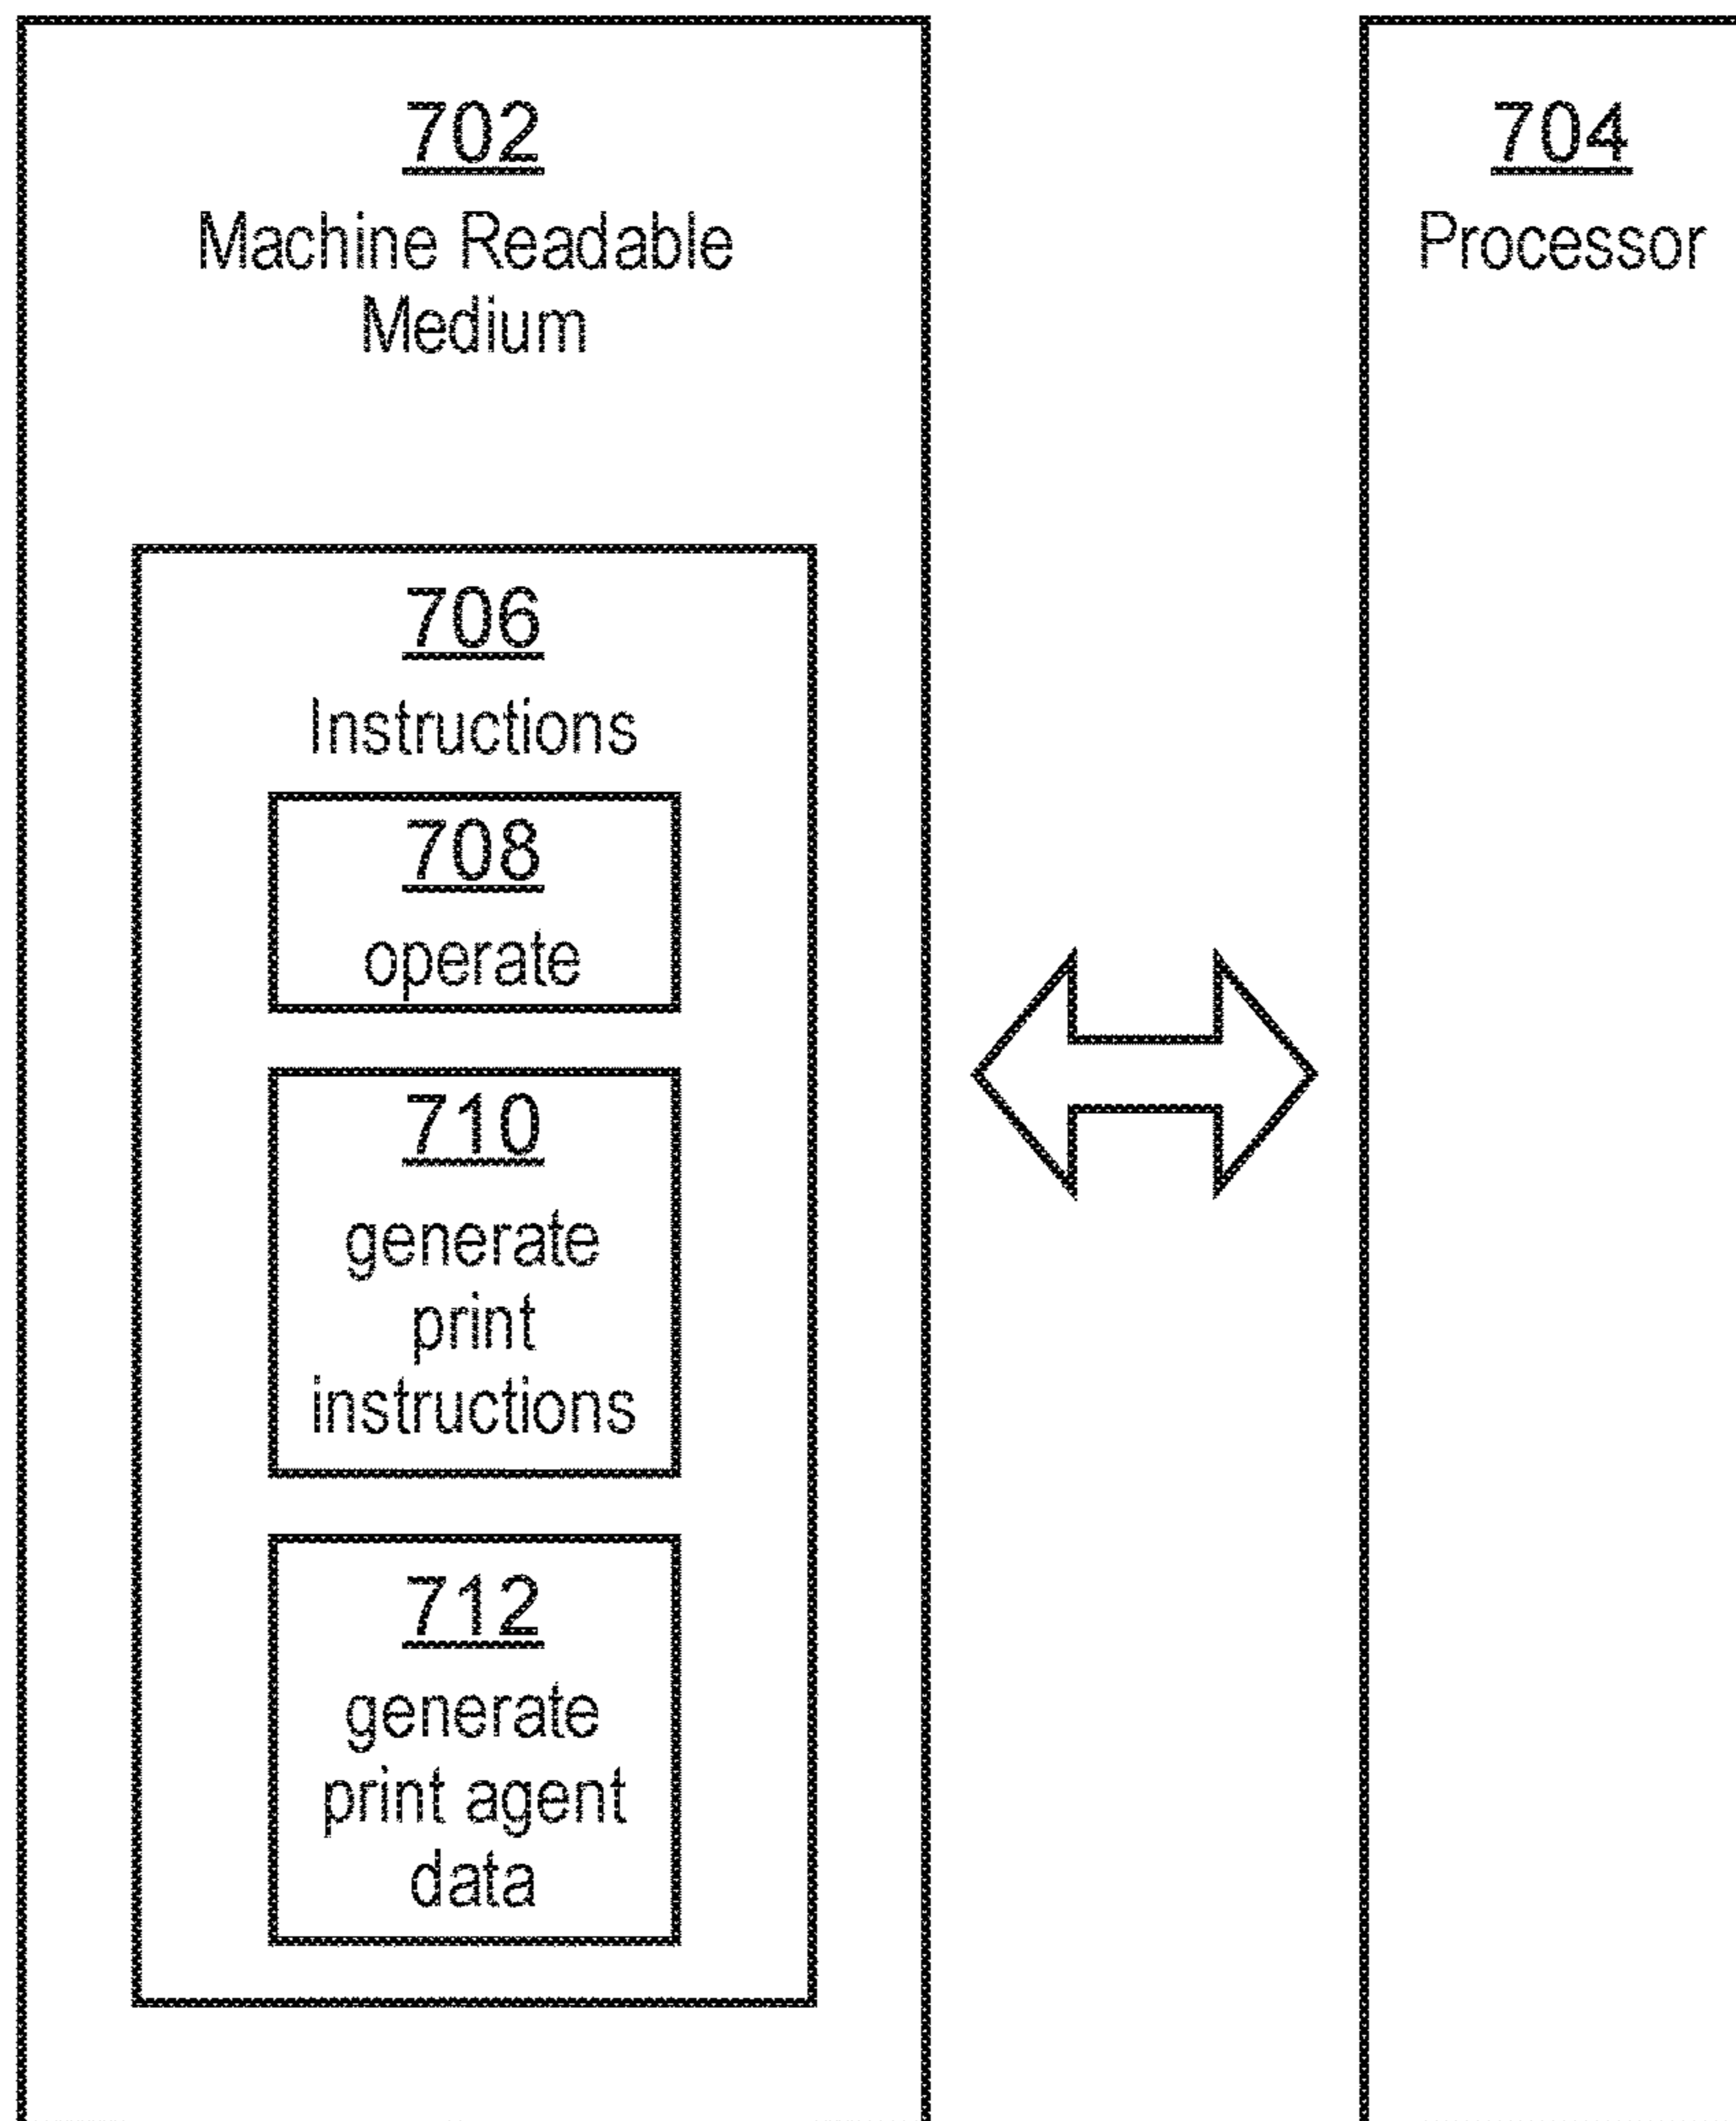 702
Machine Readable
Medium
704
Processor
706
Instructions
708
operate
710
generate
print
instructions
712
generate
print agent
data